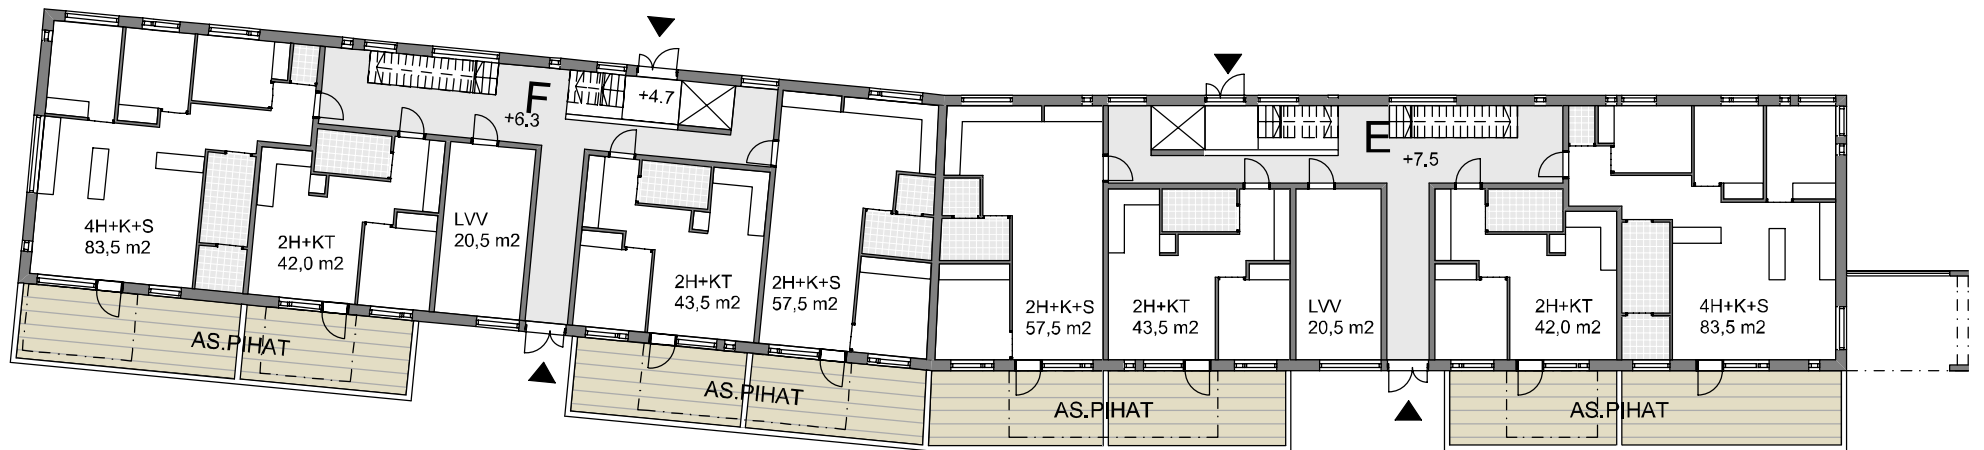 F
+6.3
+4.7
4H+K+S
83,5 m2
2H+KT
42,0 m2
LVV
20,5 m2
2H+KT
43,5 m2
2H+K+S
57,5 m2
AS.PIHAT
AS.PIHAT
E
+7.5
2H+K+S
57,5 m2
2H+KT
43,5 m2
LVV
20,5 m2
2H+KT
42,0 m2
4H+K+S
83,5 m2
AS.PIHAT
AS.PIHAT